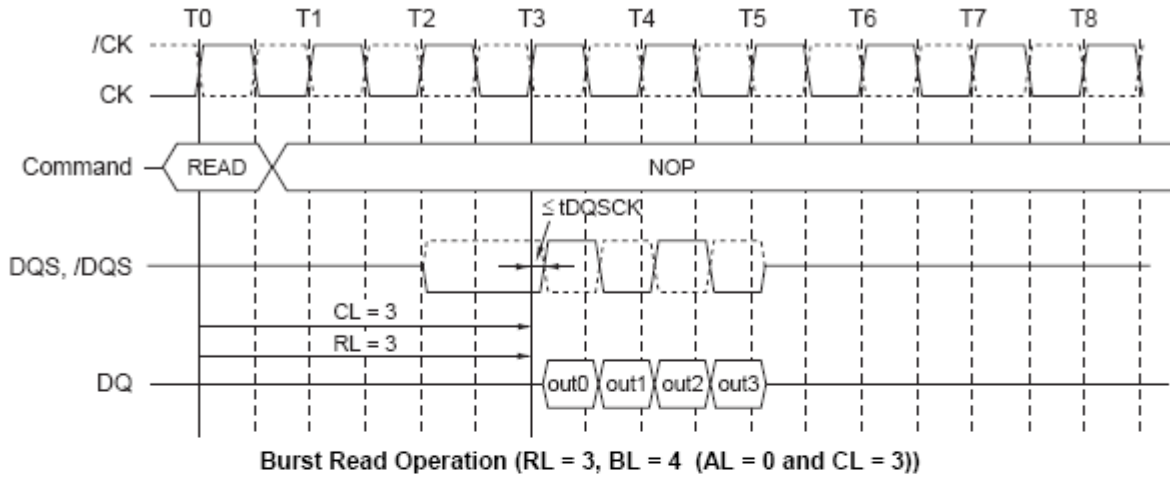 T0 T1 T2 T3 T4 T5 T6 T7 T8
/CK
CK
Command READ NOP
≤ tDQSCK
DQS, /DQS
CL = 3
RL = 3
DQ out0 out1 out2 out3
Burst Read Operation (RL = 3, BL = 4 (AL = 0 and CL = 3))